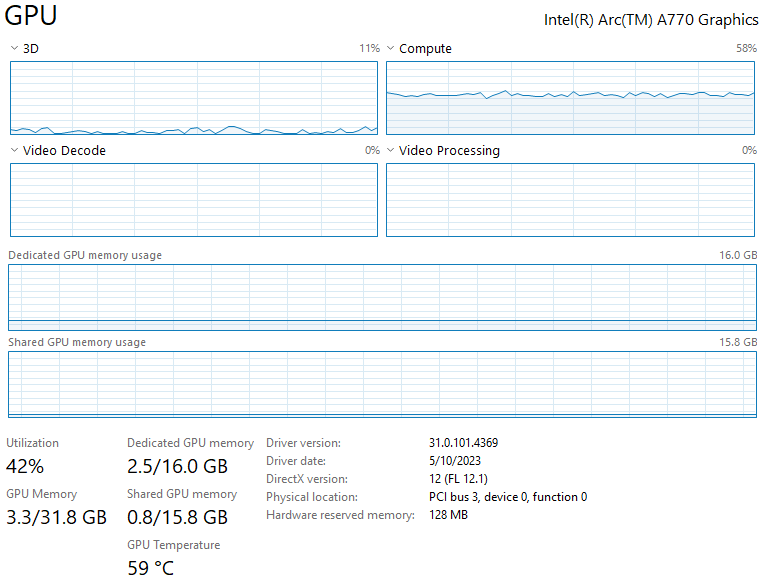 GPU
Intel(R) Arc(TM) A770 Graphics
3D 11%
Compute 58%
Video Decode 0%
Video Processing 0%
Dedicated GPU memory usage 16.0 GB
Shared GPU memory usage 15.8 GB
Utilization
42%
Dedicated GPU memory
2.5/16.0 GB
GPU Memory
3.3/31.8 GB
Shared GPU memory
0.8/15.8 GB
GPU Temperature
59 °C
Driver version: 31.0.101.4369
Driver date: 5/10/2023
DirectX version: 12 (FL 12.1)
Physical location: PCI bus 3, device 0, function 0
Hardware reserved memory: 128 MB